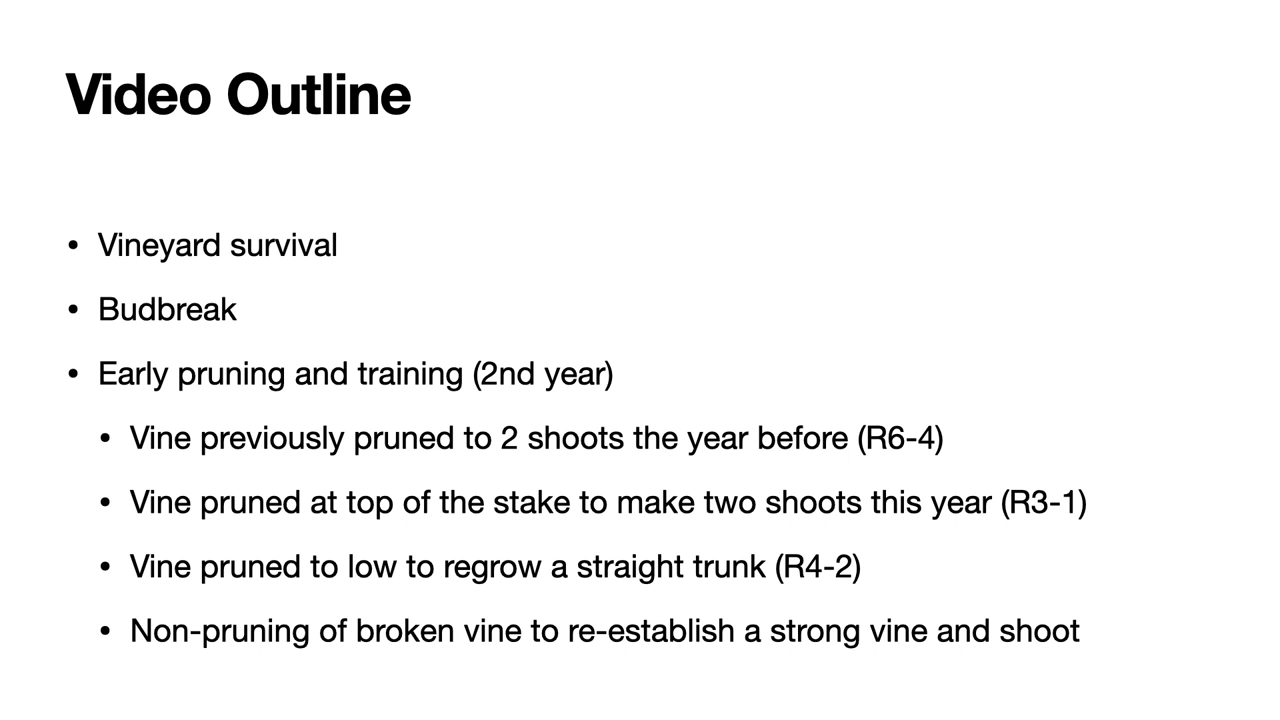 Video Outline
• Vineyard survival
• Budbreak
• Early pruning and training (2nd year)
• Vine previously pruned to 2 shoots the year before (R6-4)
• Vine pruned at top of the stake to make two shoots this year (R3-1)
• Vine pruned to low to regrow a straight trunk (R4-2)
• Non-pruning of broken vine to re-establish a strong vine and shoot